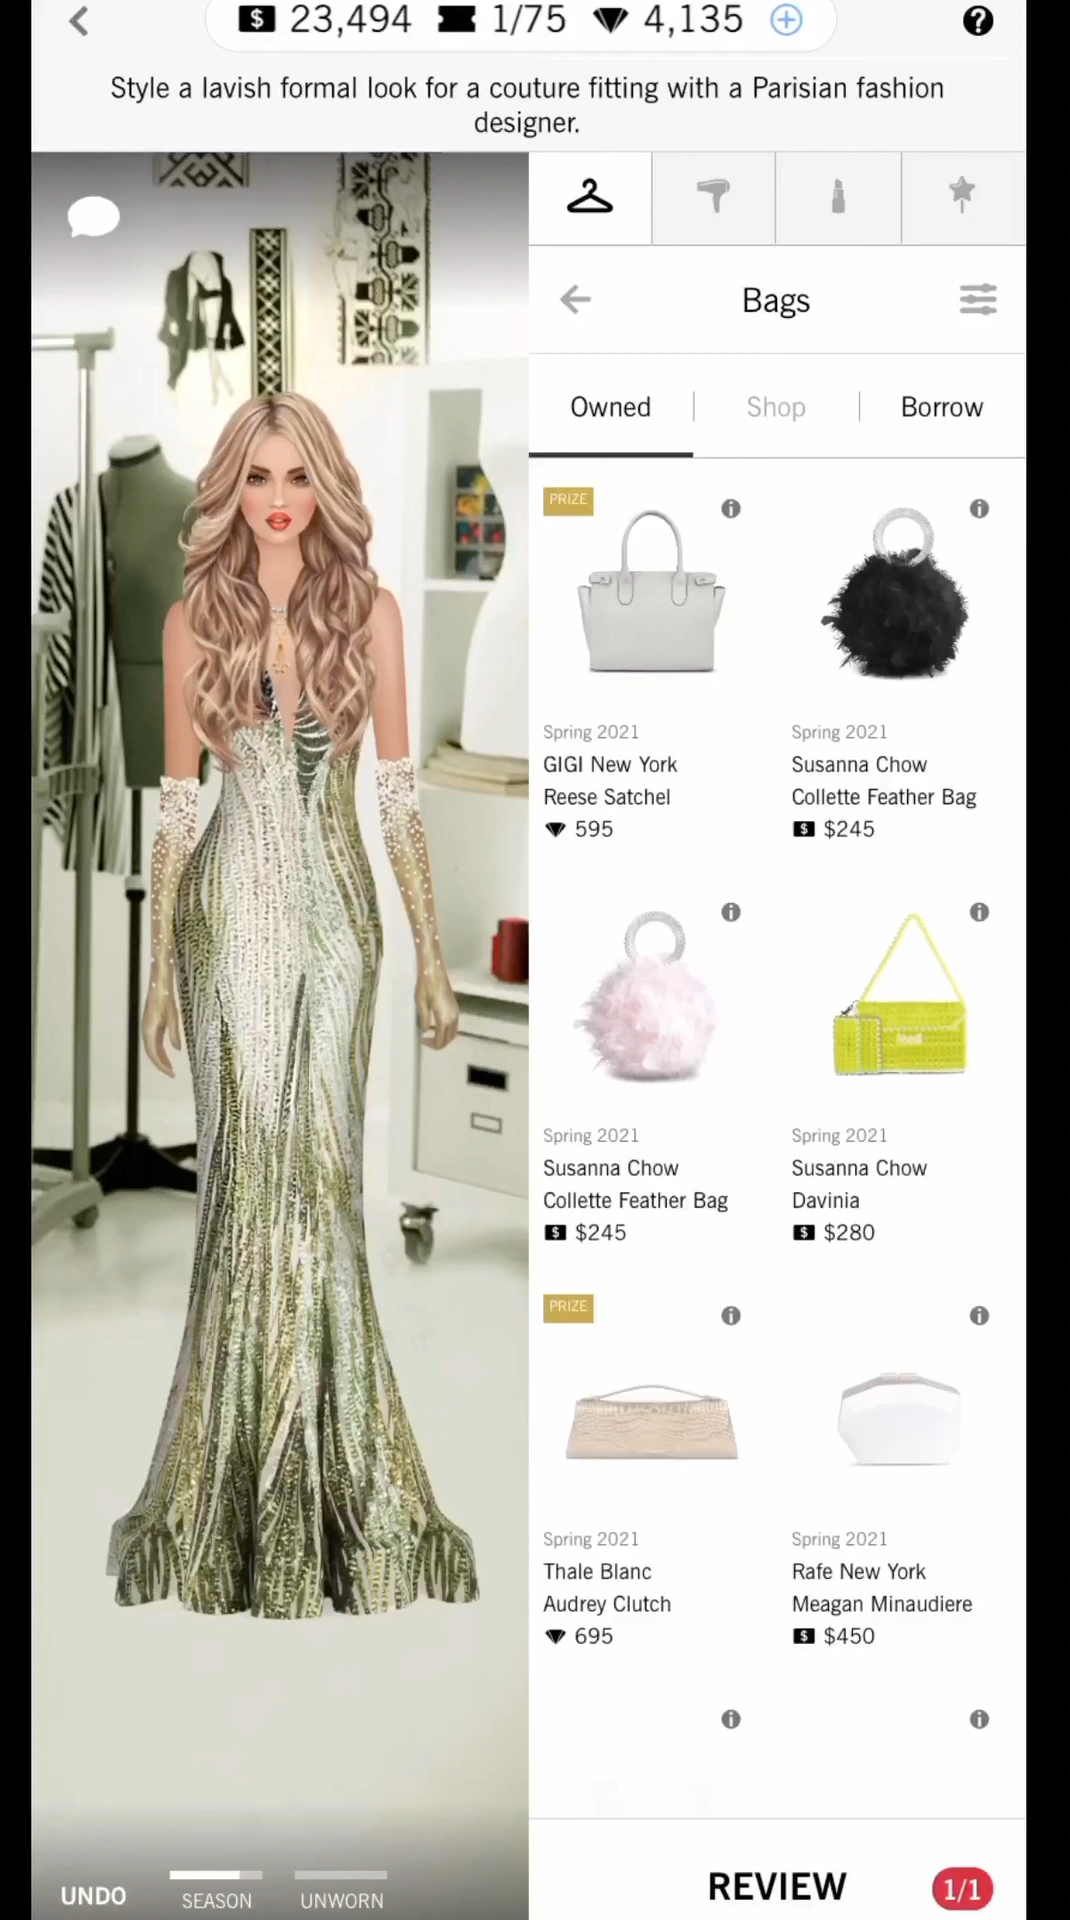 23,494 1/75 4,135
Style a lavish formal look for a couture fitting with a Parisian fashion
designer.
Bags
Owned Shop Borrow
PRIZE
Spring 2021
GIGI New York
Reese Satchel
595
Spring 2021
Susanna Chow
Collette Feather Bag
$245
Spring 2021
Susanna Chow
Collette Feather Bag
$245
Spring 2021
Susanna Chow
Davinia
$280
PRIZE
Spring 2021
Thale Blanc
Audrey Clutch
695
Spring 2021
Rafe New York
Meagan Minaudiere
$450
UNDO SEASON UNWORN
REVIEW 1/1